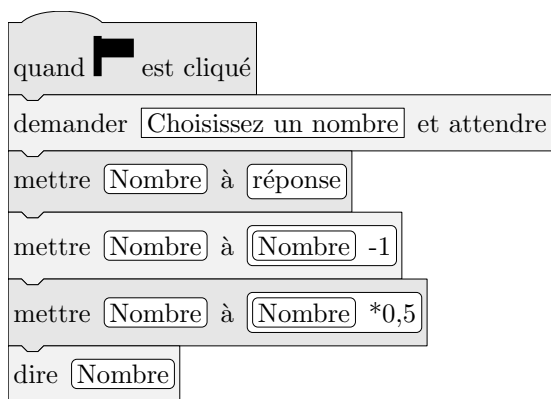 quand est cliqué
demander Choisissez un nombre et attendre
mettre Nombre à réponse
mettre Nombre à Nombre -1
mettre Nombre à Nombre *0,5
dire Nombre